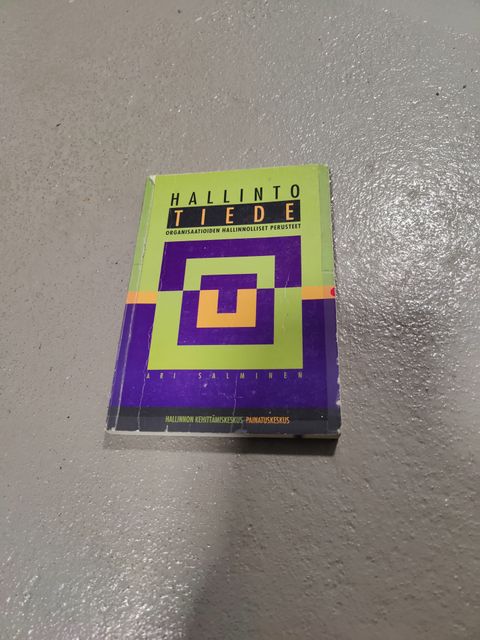 HALLINTO
TIEDE
ORGANISAATIOIDEN HALLINNOLLISET PERUSTEET
ARI SALMINEN
HALLINNON KEHITTÄMISKESKUS PAINATUSKESKUS